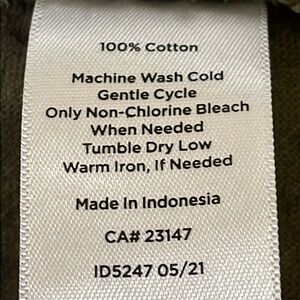 100% Cotton
Machine Wash Cold
Gentle Cycle
Only Non-Chlorine Bleach
When Needed
Tumble Dry Low
Warm Iron, If Needed
Made In Indonesia
CA# 23147
ID5247 05/21